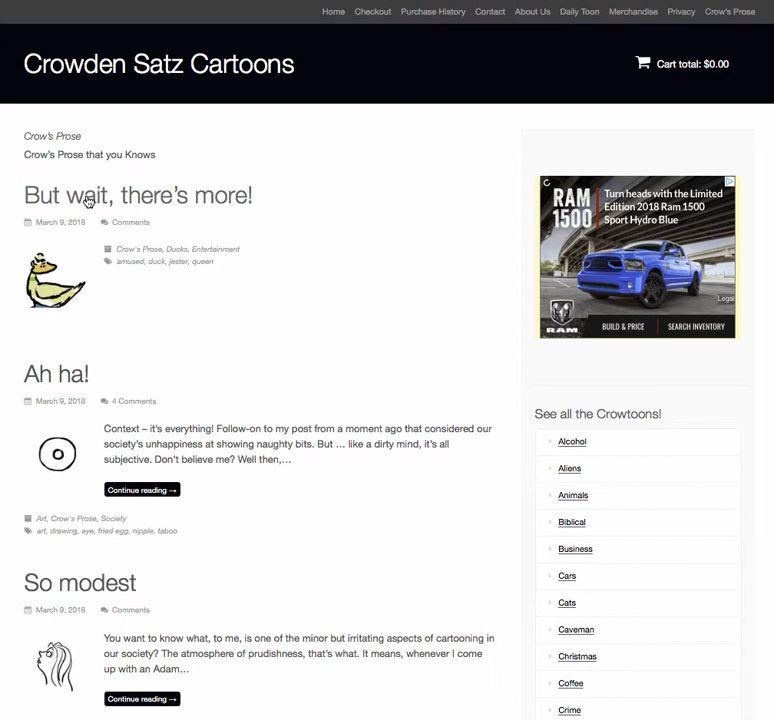 Home Checkout Purchase History Contact About Us Daily Toon Merchandise Privacy Crow's Prose
Crowden Satz Cartoons
Cart total: $0.00
Crow's Prose
Crow's Prose that you Knows
But wait, there's more!
March 9, 2018 Comments
Crow's Prose, Ducks, Entertainment
amused, duck, jester, queen
Ah ha!
March 9, 2018 4 Comments
Context – it's everything! Follow-on to my post from a moment ago that considered our
society's unhappiness at showing naughty bits. But … like a dirty mind, it's all
subjective. Don't believe me? Well then,…
Continue reading →
Art, Crow's Prose, Society
art, drawing, eye, fried egg, nipple, taboo
So modest
March 9, 2018 Comments
You want to know what, to me, is one of the minor but irritating aspects of cartooning in
our society? The atmosphere of prudishness, that's what. It means, whenever I come
up with an Adam…
Continue reading →
RAM
1500
Turn heads with the Limited
Edition 2018 Ram 1500
Sport Hydro Blue
Legal
RAM
BUILD & PRICE
SEARCH INVENTORY
See all the Crowtoons!
Alcohol
Aliens
Animals
Biblical
Business
Cars
Cats
Caveman
Christmas
Coffee
Crime